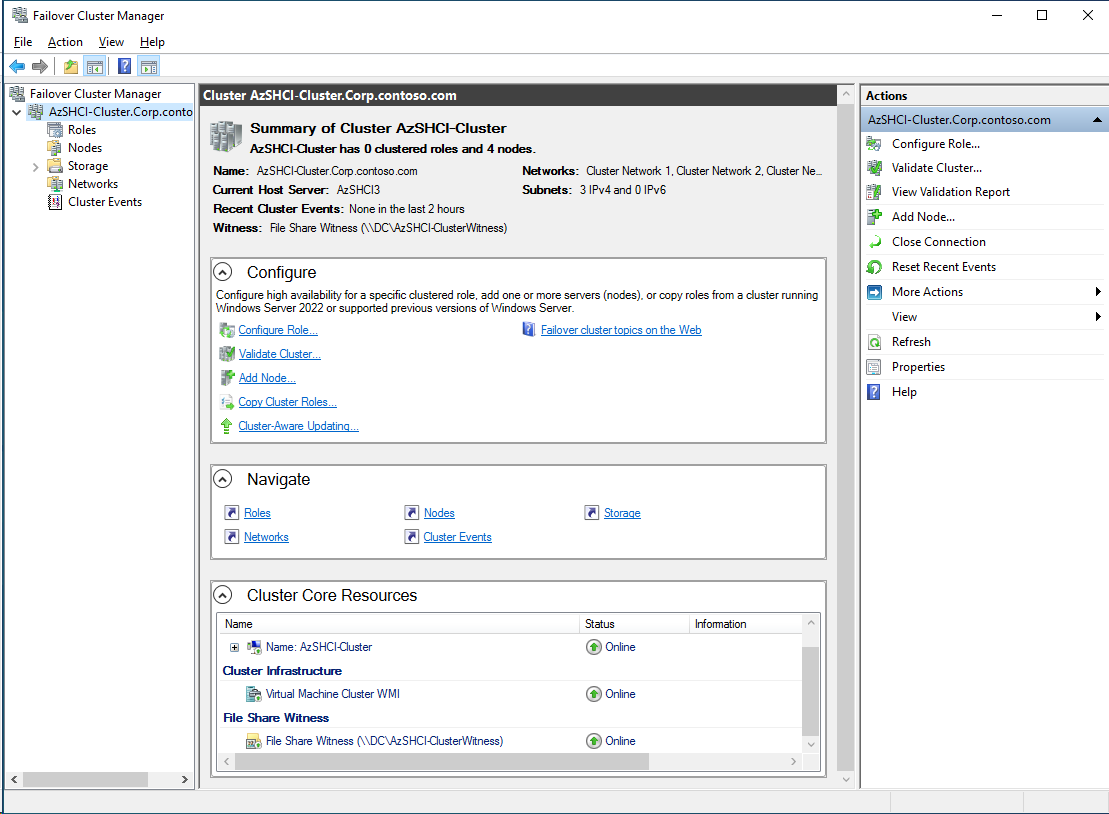 Failover Cluster Manager
File Action View Help
Failover Cluster Manager
AzSHCI-Cluster.Corp.conto
Roles
Nodes
Storage
Networks
Cluster Events
Cluster AzSHCI-Cluster.Corp.contoso.com
Summary of Cluster AzSHCI-Cluster
AzSHCI-Cluster has 0 clustered roles and 4 nodes.
Name: AzSHCI-Cluster.Corp.contoso.com
Networks: Cluster Network 1, Cluster Network 2, Cluster Ne...
Current Host Server: AzSHCI3
Subnets: 3 IPv4 and 0 IPv6
Recent Cluster Events: None in the last 2 hours
Witness: File Share Witness (\\DC\AzSHCI-ClusterWitness)
Configure
Configure high availability for a specific clustered role, add one or more servers (nodes), or copy roles from a cluster running
Windows Server 2022 or supported previous versions of Windows Server.
Configure Role...
Failover cluster topics on the Web
Validate Cluster...
Add Node...
Copy Cluster Roles...
Cluster-Aware Updating...
Navigate
Roles
Nodes
Storage
Networks
Cluster Events
Cluster Core Resources
Name Status Information
Name: AzSHCI-Cluster Online
Cluster Infrastructure
Virtual Machine Cluster WMI Online
File Share Witness
File Share Witness (\\DC\AzSHCI-ClusterWitness) Online
Actions
AzSHCI-Cluster.Corp.contoso.com
Configure Role...
Validate Cluster...
View Validation Report
Add Node...
Close Connection
Reset Recent Events
More Actions
View
Refresh
Properties
Help